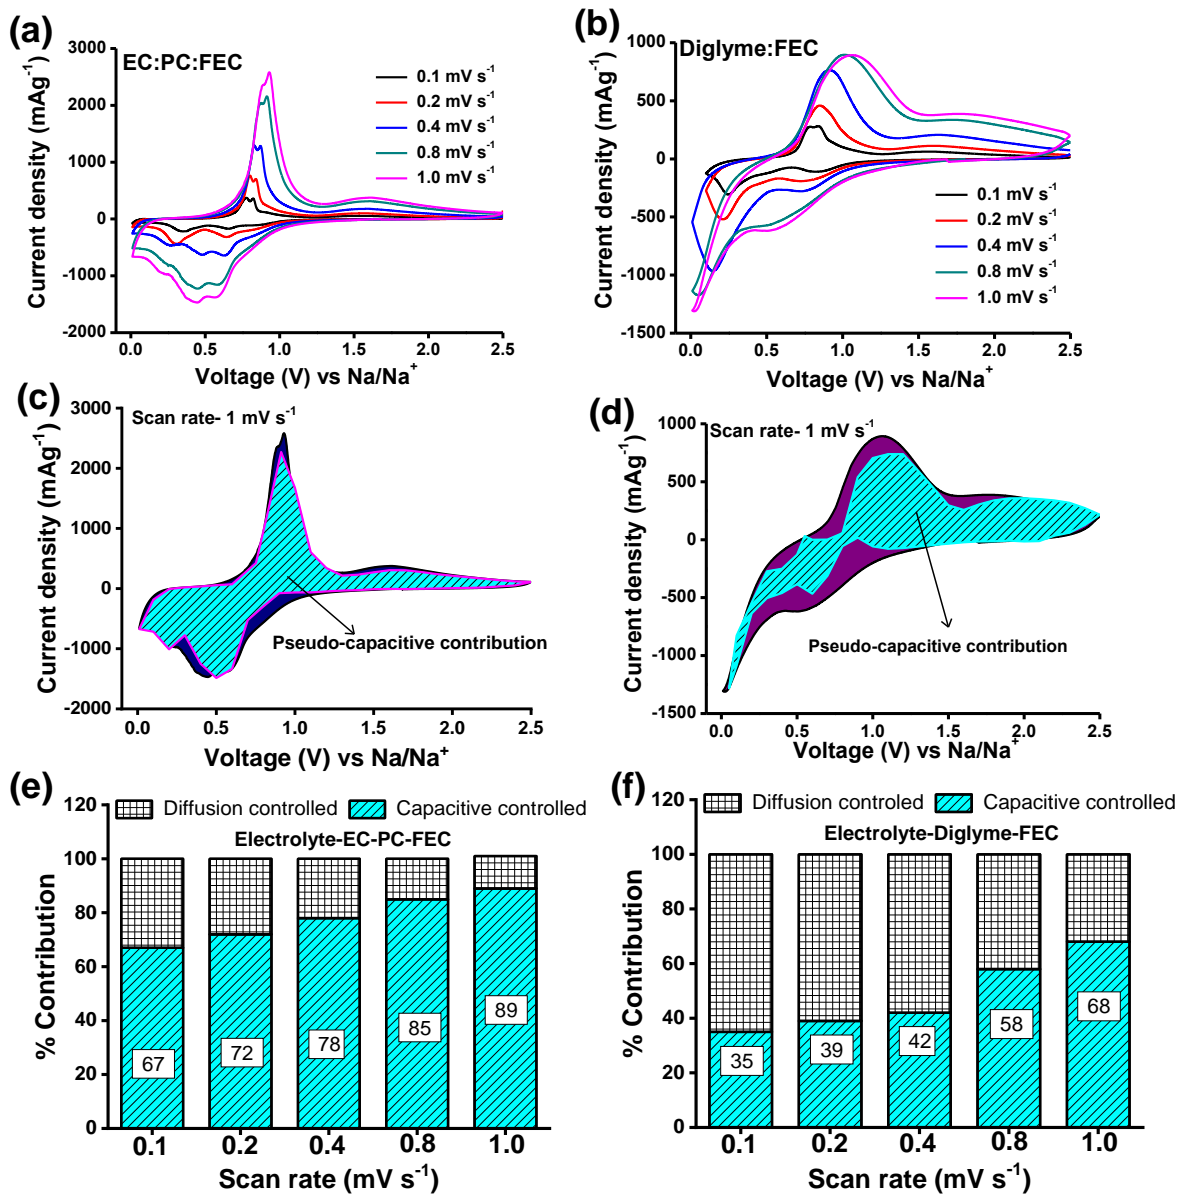 (a)
EC:PC:FEC
0.1 mV s⁻¹
0.2 mV s⁻¹
0.4 mV s⁻¹
0.8 mV s⁻¹
1.0 mV s⁻¹
3000
2000
1000
0
-1000
-2000
Current density (mAg⁻¹)
0.0 0.5 1.0 1.5 2.0 2.5
Voltage (V) vs Na/Na⁺
(b)
Diglyme:FEC
0.1 mV s⁻¹
0.2 mV s⁻¹
0.4 mV s⁻¹
0.8 mV s⁻¹
1.0 mV s⁻¹
1000
500
0
-500
-1000
-1500
Current density (mAg⁻¹)
0.0 0.5 1.0 1.5 2.0 2.5
Voltage (V) vs Na/Na⁺
(c)
Scan rate- 1 mV s⁻¹
Pseudo-capacitive contribution
3000
2000
1000
0
-1000
-2000
Current density (mAg⁻¹)
0.0 0.5 1.0 1.5 2.0 2.5
Voltage (V) vs Na/Na⁺
(d)
Scan rate- 1 mV s⁻¹
Pseudo-capacitive contribution
1000
500
0
-500
-1000
-1500
Current density (mAg⁻¹)
0.0 0.5 1.0 1.5 2.0 2.5
Voltage (V) vs Na/Na⁺
(e)
Diffusion controlled Capacitive controlled
Electrolyte-EC-PC-FEC
120
100
80
60
40
20
0
% Contribution
67 72 78 85 89
0.1 0.2 0.4 0.8 1.0
Scan rate (mV s⁻¹)
(f)
Diffusion controled Capacitive controlled
Electrolyte-Diglyme-FEC
120
100
80
60
40
20
0
% Contribution
35 39 42 58 68
0.1 0.2 0.4 0.8 1.0
Scan rate (mV s⁻¹)